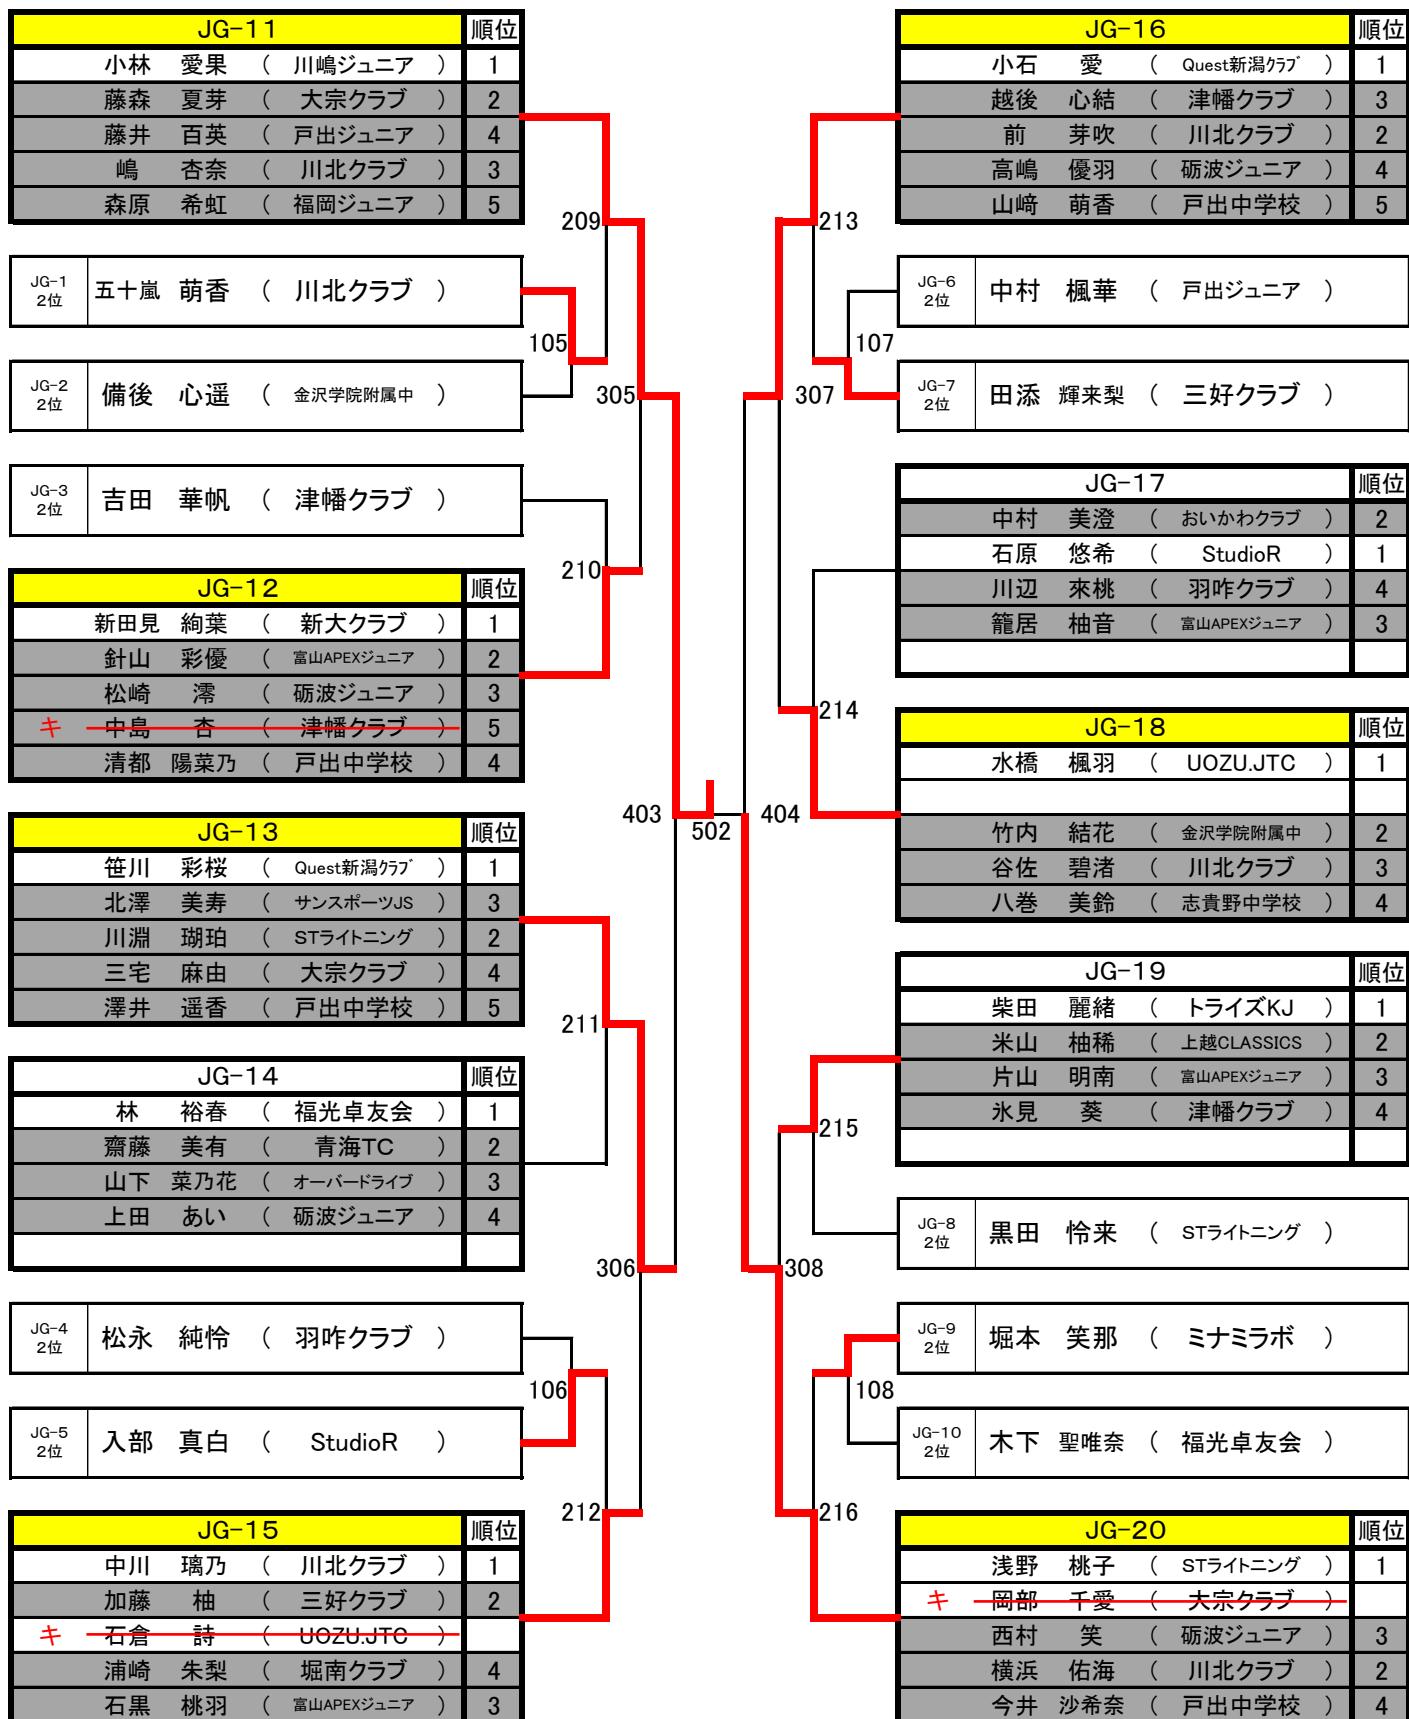 JG-11 順位
小林 愛果 ( 川嶋ジュニア ) 1
藤森 夏芽 ( 大宗クラブ ) 2
藤井 百英 ( 戸出ジュニア ) 4
嶋 杏奈 ( 川北クラブ ) 3
森原 希虹 ( 福岡ジュニア ) 5
209
JG-1 2位 五十嵐 萌香 ( 川北クラブ )
105
JG-2 2位 備後 心遥 ( 金沢学院附属中 )
305
JG-3 2位 吉田 華帆 ( 津幡クラブ )
210
JG-12 順位
新田見 絢葉 ( 新大クラブ ) 1
針山 彩優 ( 富山APEXジュニア ) 2
松崎 澪 ( 砺波ジュニア ) 3
キ 中島 杏 ( 津幡クラブ ) 5
清都 陽菜乃 ( 戸出中学校 ) 4
403
502
JG-13 順位
笹川 彩桜 ( Quest新潟クラブ ) 1
北澤 美寿 ( サンスポーツJS ) 3
川淵 瑚珀 ( STライトニング ) 2
三宅 麻由 ( 大宗クラブ ) 4
澤井 遥香 ( 戸出中学校 ) 5
211
JG-14 順位
林 裕春 ( 福光卓友会 ) 1
齋藤 美有 ( 青海TC ) 2
山下 菜乃花 ( オーバードライブ ) 3
上田 あい ( 砺波ジュニア ) 4
306
JG-4 2位 松永 純怜 ( 羽咋クラブ )
106
JG-5 2位 入部 真白 ( StudioR )
212
JG-15 順位
中川 璃乃 ( 川北クラブ ) 1
加藤 柚 ( 三好クラブ ) 2
キ 石倉 詩 ( UOZU.JTC )
浦崎 朱梨 ( 堀南クラブ ) 4
石黒 桃羽 ( 富山APEXジュニア ) 3
JG-16 順位
小石 愛 ( Quest新潟クラブ ) 1
越後 心結 ( 津幡クラブ ) 3
前 芽吹 ( 川北クラブ ) 2
高嶋 優羽 ( 砺波ジュニア ) 4
山﨑 萌香 ( 戸出中学校 ) 5
213
JG-6 2位 中村 楓華 ( 戸出ジュニア )
107
JG-7 2位 田添 輝来梨 ( 三好クラブ )
307
JG-17 順位
中村 美澄 ( おいかわクラブ ) 2
石原 悠希 ( StudioR ) 1
川辺 來桃 ( 羽咋クラブ ) 4
籠居 柚音 ( 富山APEXジュニア ) 3
214
JG-18 順位
水橋 楓羽 ( UOZU.JTC ) 1
竹内 結花 ( 金沢学院附属中 ) 2
谷佐 碧渚 ( 川北クラブ ) 3
八巻 美鈴 ( 志貴野中学校 ) 4
404
JG-19 順位
柴田 麗緒 ( トライズKJ ) 1
米山 柚稀 ( 上越CLASSICS ) 2
片山 明南 ( 富山APEXジュニア ) 3
氷見 葵 ( 津幡クラブ ) 4
215
JG-8 2位 黒田 怜来 ( STライトニング )
308
JG-9 2位 堀本 笑那 ( ミナミラボ )
108
JG-10 2位 木下 聖唯奈 ( 福光卓友会 )
216
JG-20 順位
浅野 桃子 ( STライトニング ) 1
キ 岡部 千愛 ( 大宗クラブ )
西村 笑 ( 砺波ジュニア ) 3
横浜 佑海 ( 川北クラブ ) 2
今井 沙希奈 ( 戸出中学校 ) 4